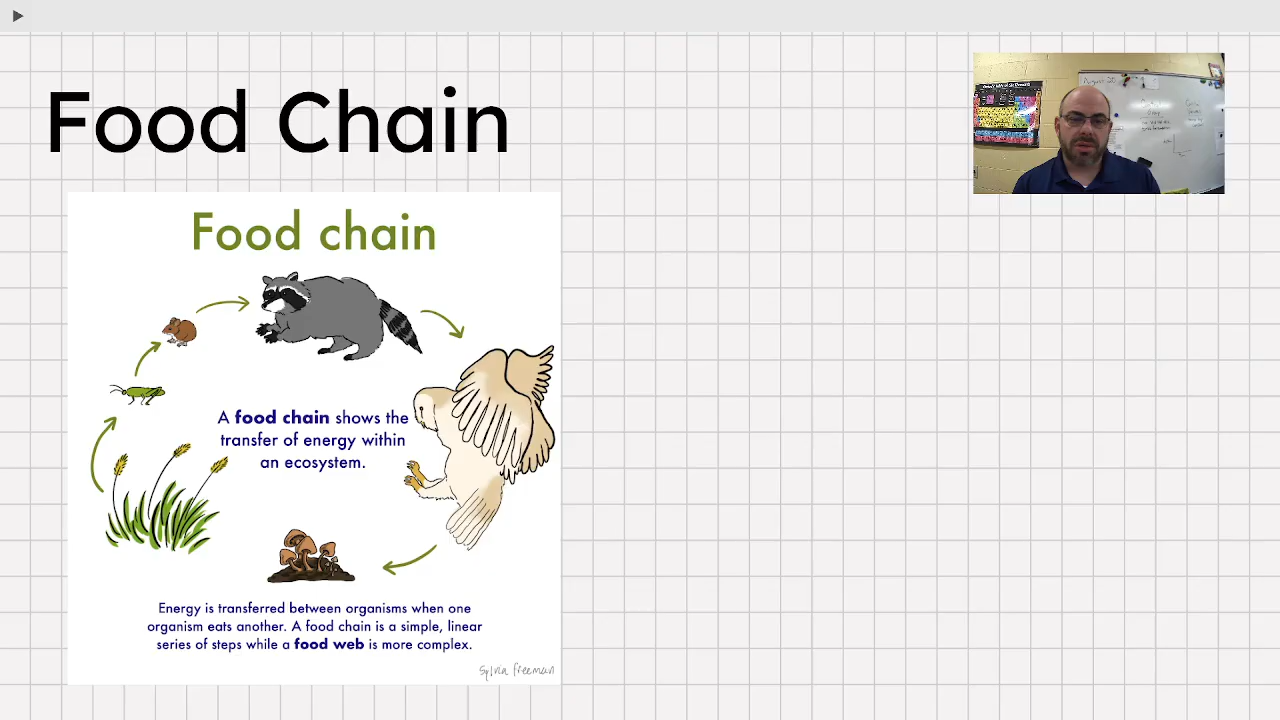 Food Chain
Food chain
A food chain shows the
transfer of energy within
an ecosystem.
Energy is transferred between organisms when one
organism eats another. A food chain is a simple, linear
series of steps while a food web is more complex.
Sylvia Freeman